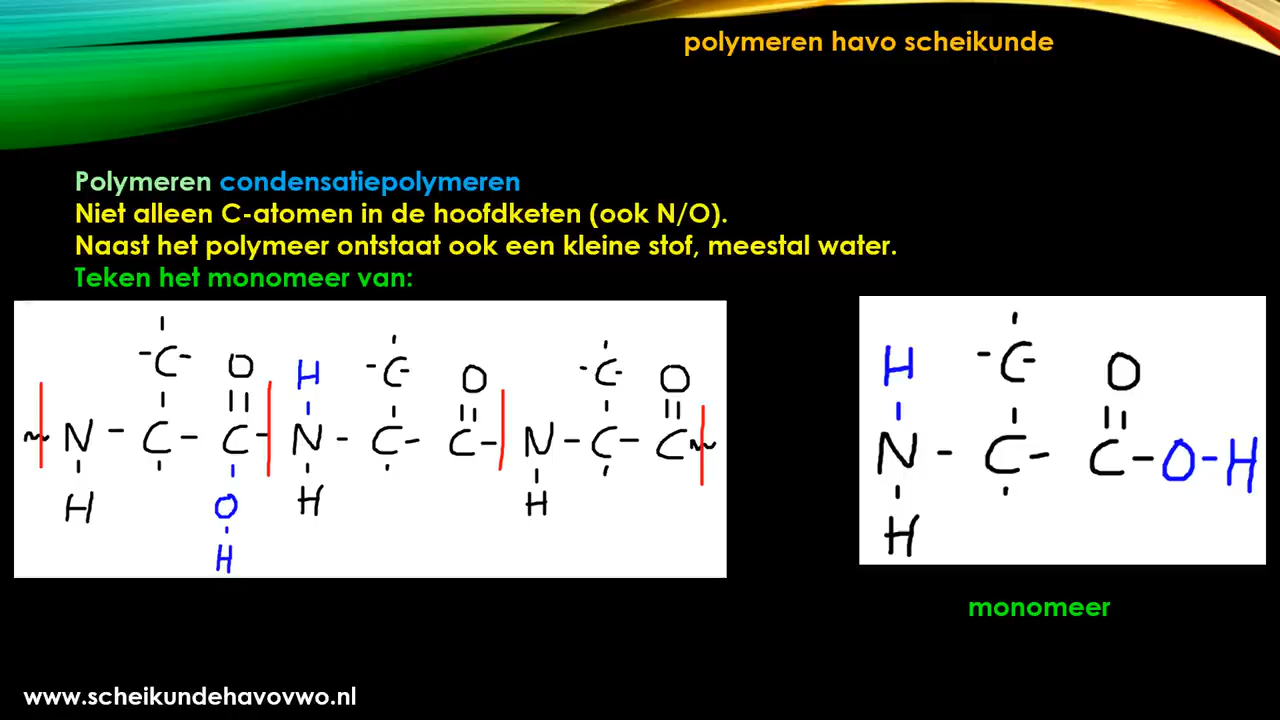 polymeren havo scheikunde
Polymeren condensatiepolymeren
Niet alleen C-atomen in de hoofdketen (ook N/O).
Naast het polymeer ontstaat ook een kleine stof, meestal water.
Teken het monomeer van:
-C- O H -C- O -C- O
~ N - C - C - N - C - C - N - C - C ~
H O H H
H
H -C- O
N - C - C - O - H
H
monomeer
www.scheikundehavovwo.nl